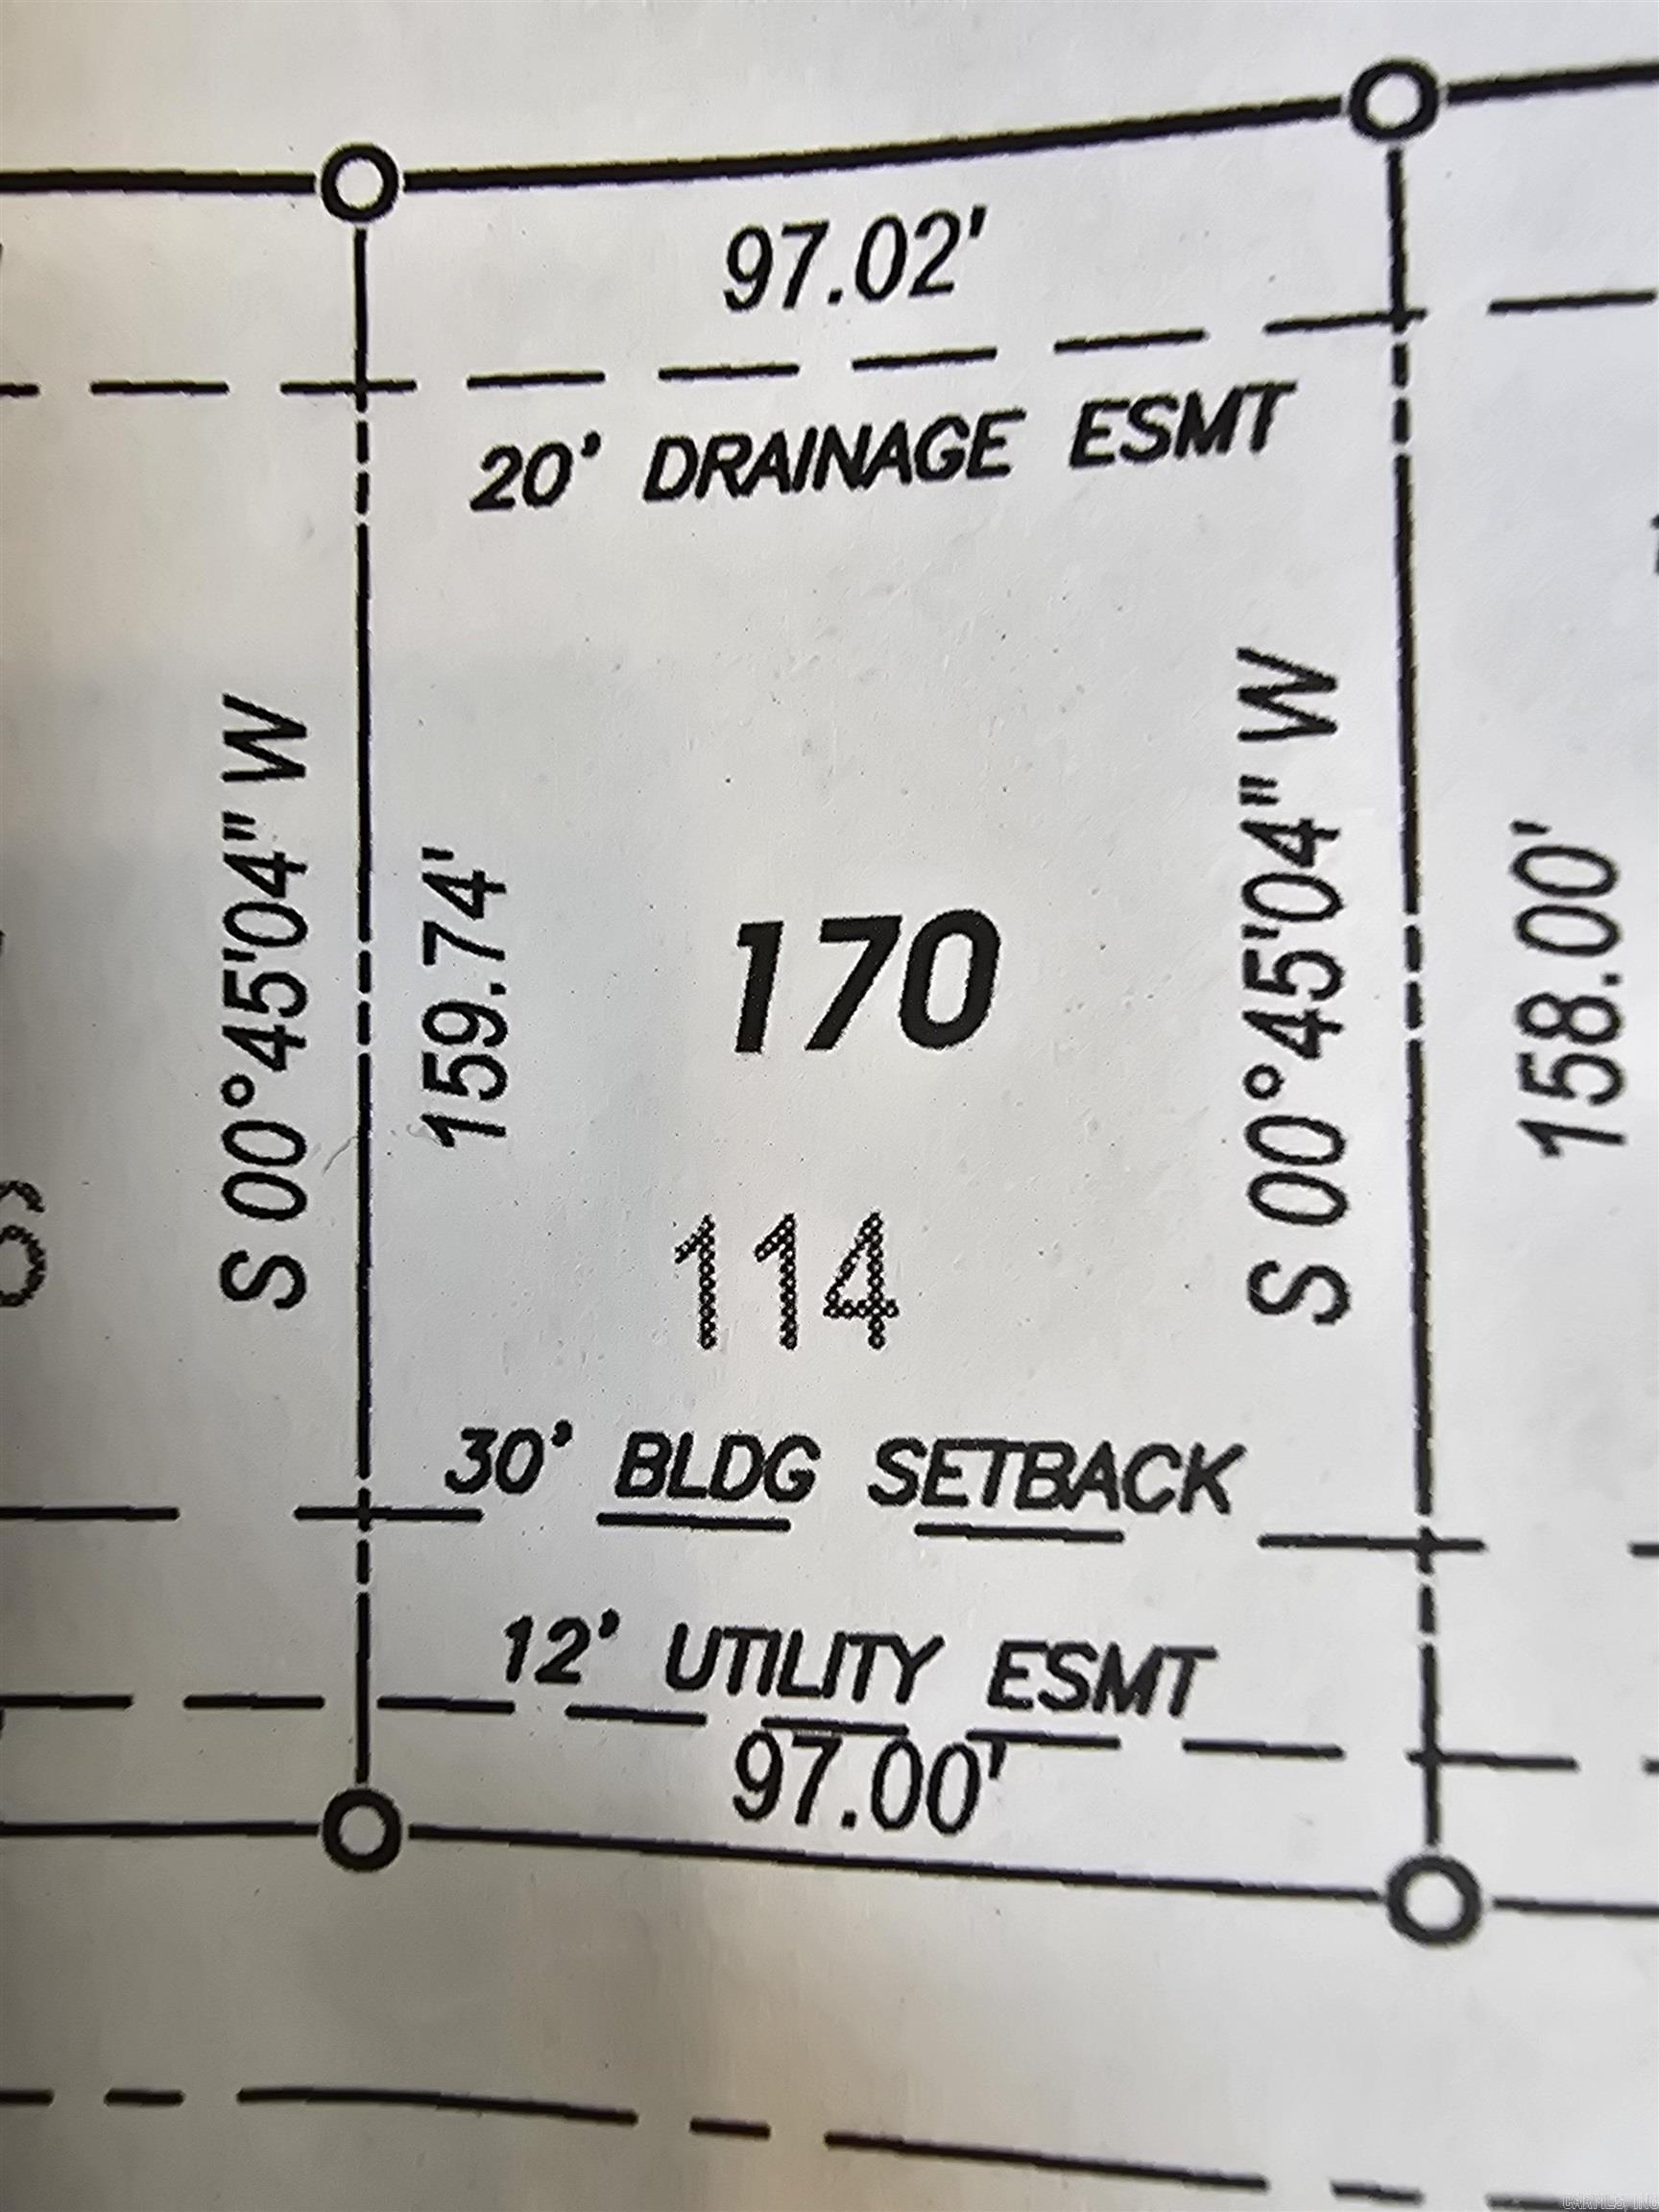 97.02'
20' DRAINAGE ESMT
S 00°45'04" W
159.74'
170
S 00°45'04" W
158.00'
114
30' BLDG SETBACK
12' UTILITY ESMT
97.00'